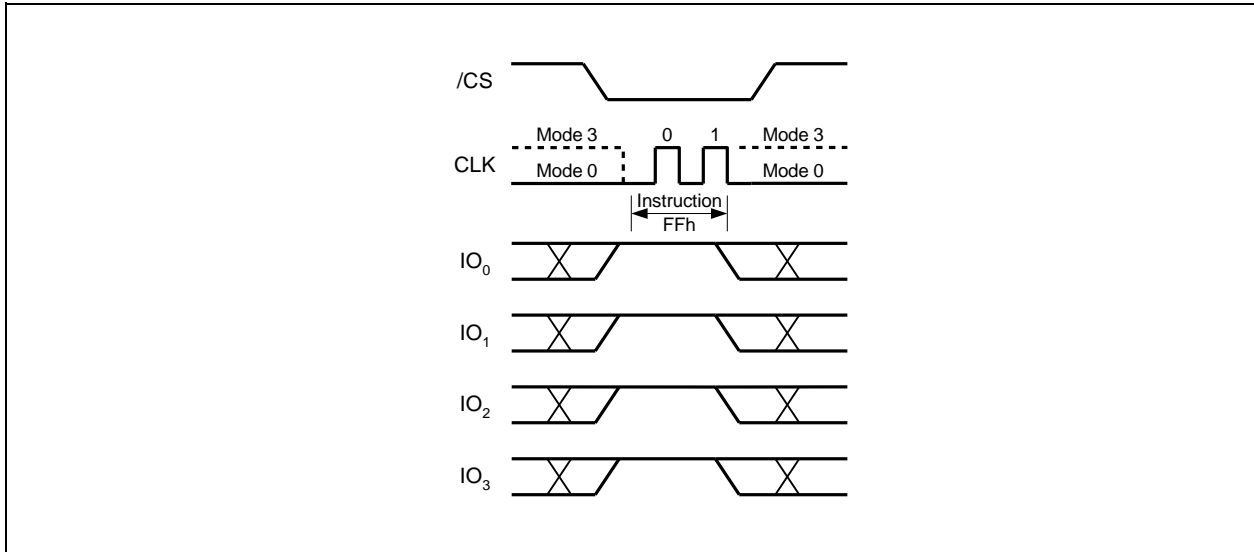 /CS
Mode 3 0 1 Mode 3
CLK
Mode 0 Mode 0
Instruction
FFh
IO0
IO1
IO2
IO3